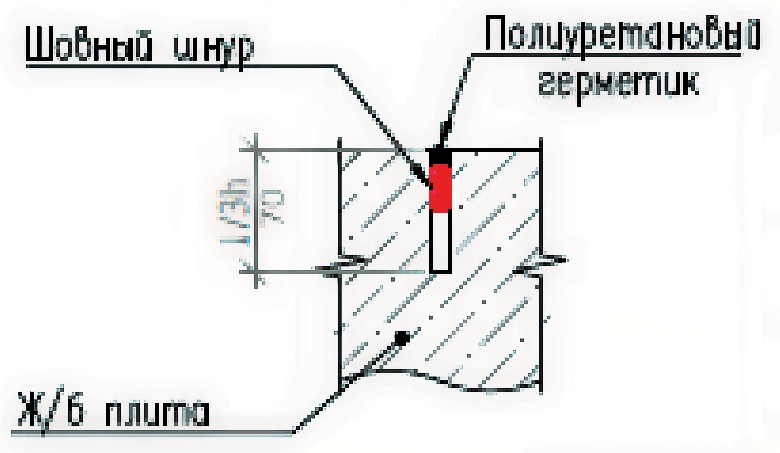 Шовный шнур
Полиуретановый
герметик
1/3h
70
Ж/б плита